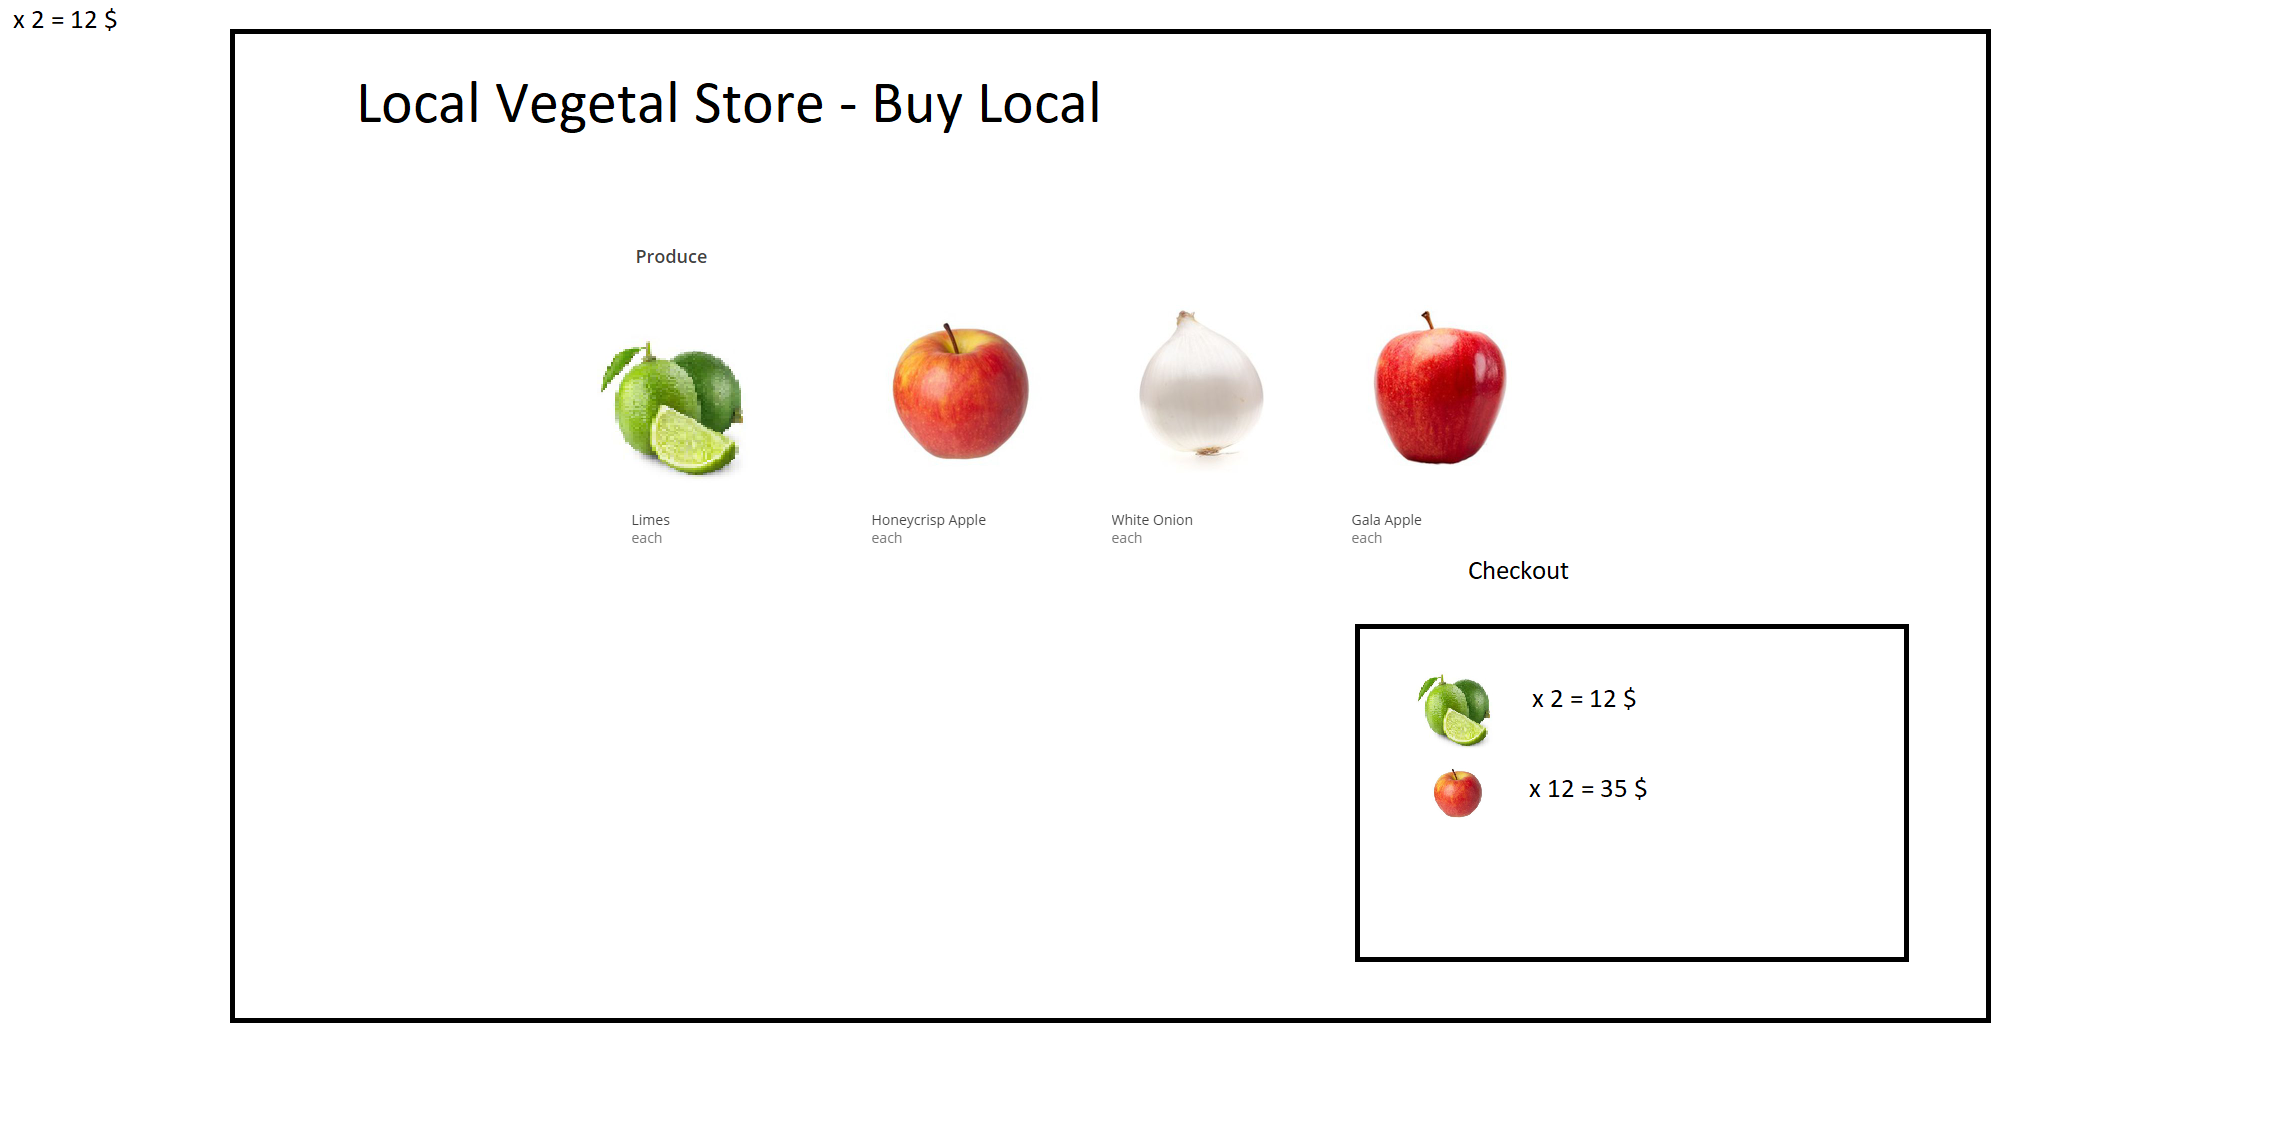 x 2 = 12 $
Local Vegetal Store - Buy Local
Produce
Limes
each
Honeycrisp Apple
each
White Onion
each
Gala Apple
each
Checkout
x 2 = 12 $
x 12 = 35 $